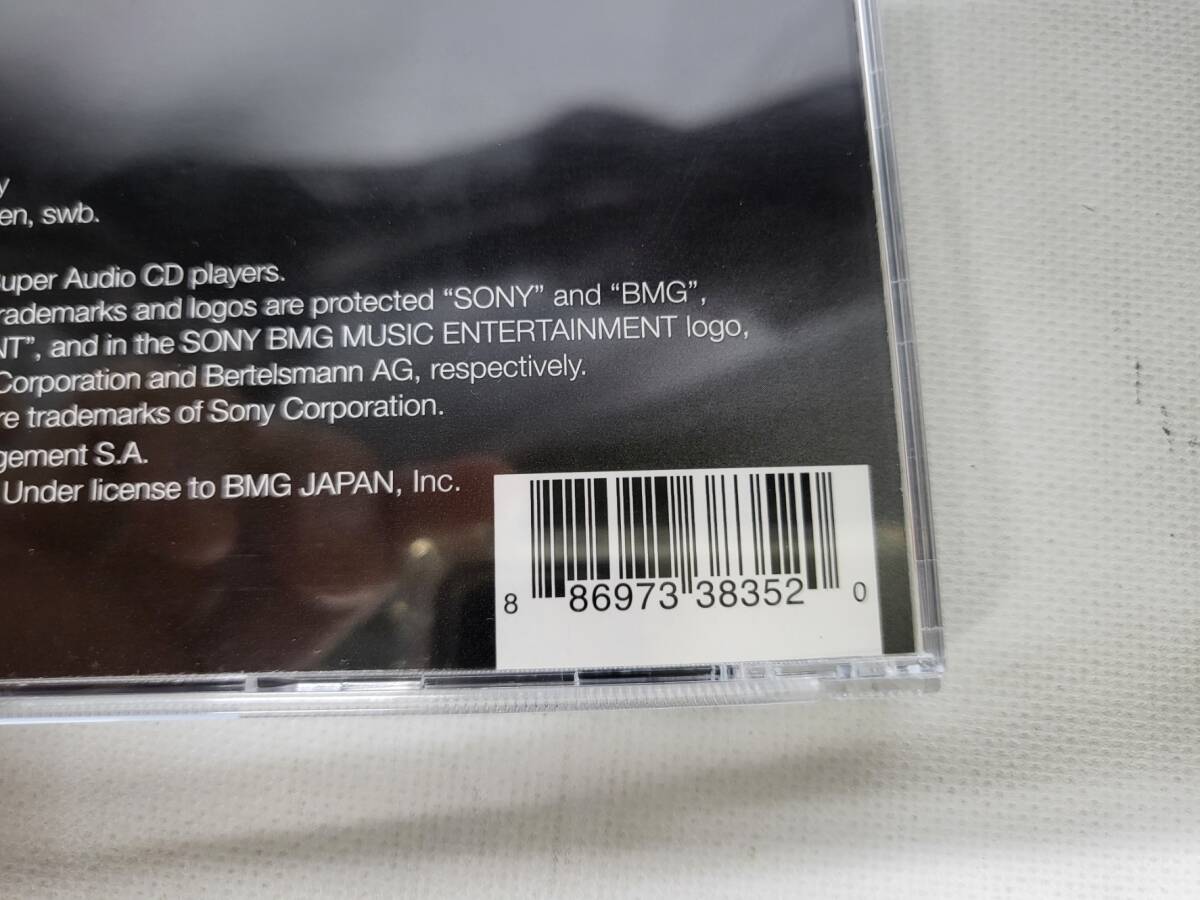 en, swb.
Super Audio CD players.
trademarks and logos are protected “SONY” and “BMG”,
NT”, and in the SONY BMG MUSIC ENTERTAINMENT logo,
Corporation and Bertelsmann AG, respectively.
re trademarks of Sony Corporation.
gement S.A.
Under license to BMG JAPAN, Inc.
8 86973 38352 0